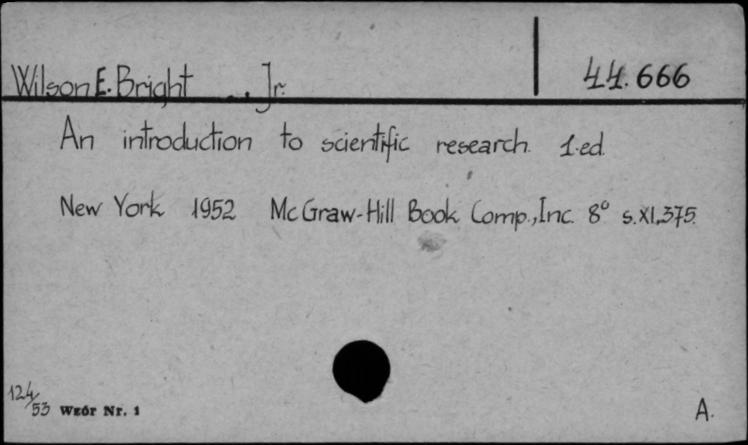 Wilson E. Bright , Jr. 44.666
An introduction to scientific research. 1.ed.
New York 1952 McGraw-Hill Book Comp., Inc. 8° s.XI,375.
124/53 Wzór Nr. 1 A.